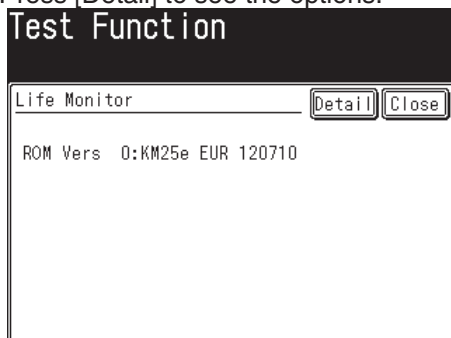 Press [Detail] to see the options.
Test Function
Life Monitor
Detail
Close
ROM Vers 0:KM25e EUR 120710